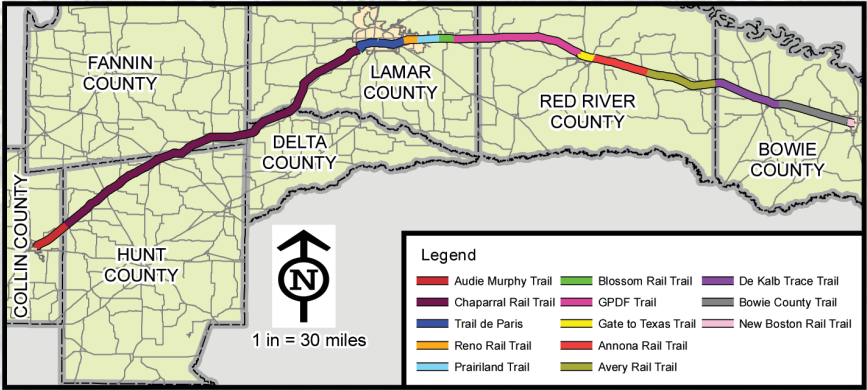 FANNIN
COUNTY
LAMAR
COUNTY
RED RIVER
COUNTY
DELTA
COUNTY
BOWIE
COUNTY
COLLIN COUNTY
HUNT
COUNTY
N
1 in = 30 miles
Legend
Audie Murphy Trail
Chaparral Rail Trail
Trail de Paris
Reno Rail Trail
Prairiland Trail
Blossom Rail Trail
GPDF Trail
Gate to Texas Trail
Annona Rail Trail
Avery Rail Trail
De Kalb Trace Trail
Bowie County Trail
New Boston Rail Trail